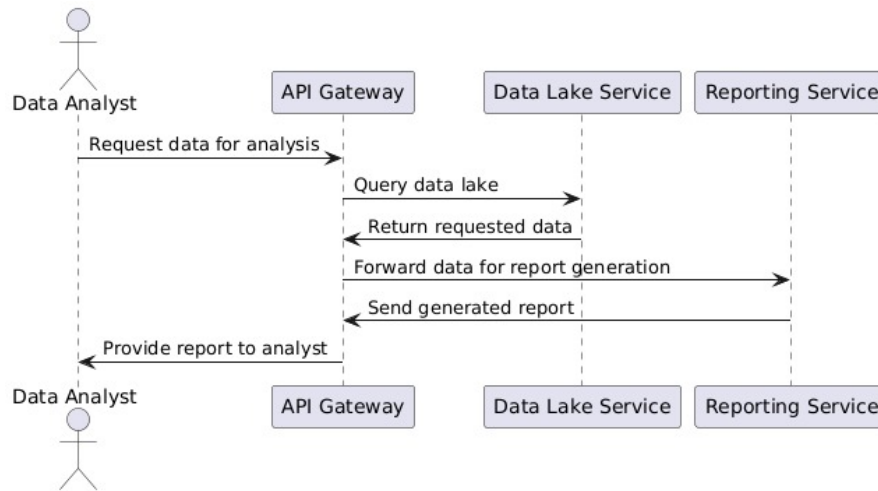 Data Analyst
API Gateway
Data Lake Service
Reporting Service
Request data for analysis
Query data lake
Return requested data
Forward data for report generation
Send generated report
Provide report to analyst
Data Analyst
API Gateway
Data Lake Service
Reporting Service